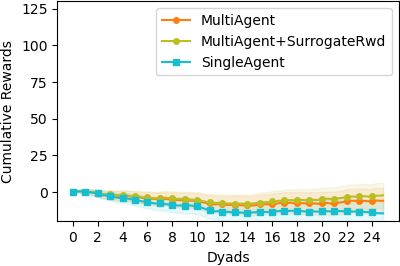 125
100
75
50
25
0
Cumulative Rewards
MultiAgent
MultiAgent+SurrogateRwd
SingleAgent
0 2 4 6 8 10 12 14 16 18 20 22 24
Dyads